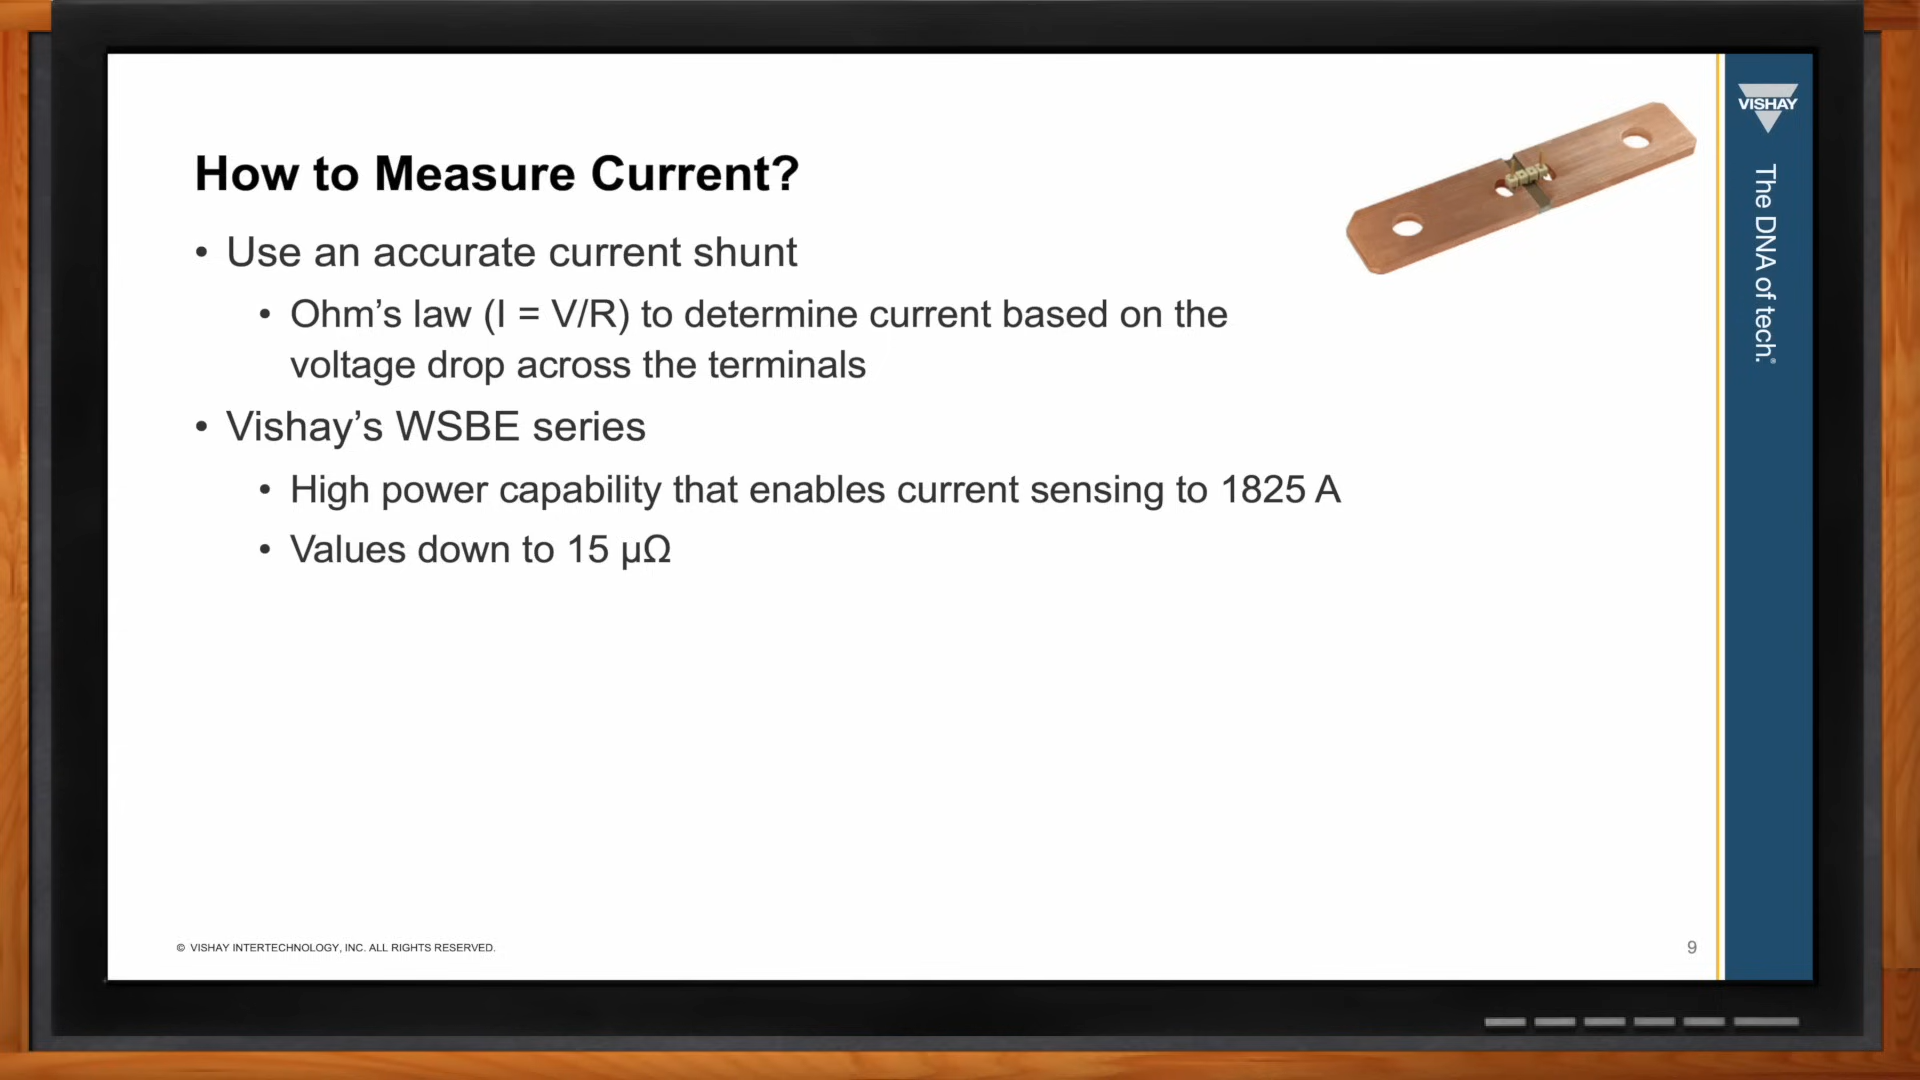 How to Measure Current?
• Use an accurate current shunt
• Ohm’s law (I = V/R) to determine current based on the
voltage drop across the terminals
• Vishay’s WSBE series
• High power capability that enables current sensing to 1825 A
• Values down to 15 µΩ
© VISHAY INTERTECHNOLOGY, INC. ALL RIGHTS RESERVED.
9
VISHAY
The DNA of tech.®